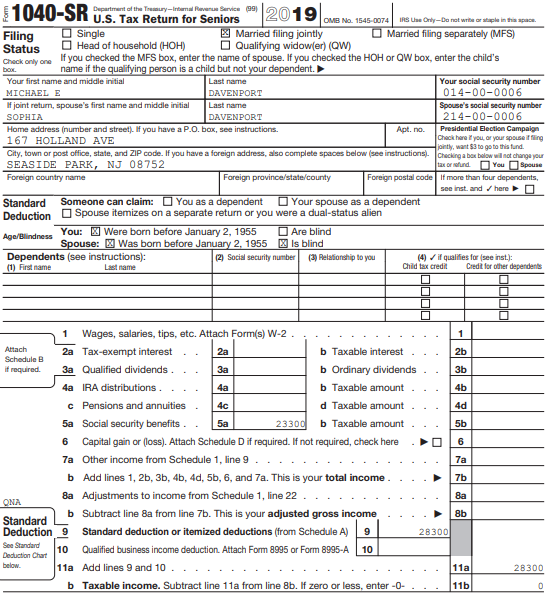 Form 1040-SR Department of the Treasury—Internal Revenue Service (99) U.S. Tax Return for Seniors 2019 OMB No. 1545-0074 IRS Use Only—Do not write or staple in this space.
Filing Status
Check only one box.
Single ☒ Married filing jointly Married filing separately (MFS)
Head of household (HOH) Qualifying widow(er) (QW)
If you checked the MFS box, enter the name of spouse. If you checked the HOH or QW box, enter the child's
name if the qualifying person is a child but not your dependent. ▶
Your first name and middle initial Last name Your social security number
MICHAEL E DAVENPORT 014-00-0006
If joint return, spouse's first name and middle initial Last name Spouse's social security number
SOPHIA DAVENPORT 214-00-0006
Home address (number and street). If you have a P.O. box, see instructions. Apt. no.
167 HOLLAND AVE
Presidential Election Campaign
Check here if you, or your spouse if filing
jointly, want $3 to go to this fund.
Checking a box below will not change your
tax or refund. You Spouse
City, town or post office, state, and ZIP code. If you have a foreign address, also complete spaces below (see instructions).
SEASIDE PARK, NJ 08752
Foreign country name Foreign province/state/county Foreign postal code
If more than four dependents,
see inst. and ✓ here ▶
Standard Deduction
Someone can claim: You as a dependent Your spouse as a dependent
Spouse itemizes on a separate return or you were a dual-status alien
Age/Blindness
You: ☒ Were born before January 2, 1955 Are blind
Spouse: ☒ Was born before January 2, 1955 ☒ Is blind
Dependents (see instructions): (2) Social security number (3) Relationship to you (4) ✓ if qualifies for (see inst.):
(1) First name Last name Child tax credit Credit for other dependents
1 Wages, salaries, tips, etc. Attach Form(s) W-2 . . . . . . . . . . . 1
Attach
Schedule B
if required.
2a Tax-exempt interest . . 2a b Taxable interest . . . 2b
3a Qualified dividends . . . 3a b Ordinary dividends . . 3b
4a IRA distributions . . . . 4a b Taxable amount . . . 4b
c Pensions and annuities . 4c d Taxable amount . . . 4d
5a Social security benefits . . 5a 23300 b Taxable amount . . . 5b
6 Capital gain or (loss). Attach Schedule D if required. If not required, check here . ▶ 6
7a Other income from Schedule 1, line 9 . . . . . . . . . . . . 7a
b Add lines 1, 2b, 3b, 4b, 4d, 5b, 6, and 7a. This is your total income . . . . ▶ 7b
8a Adjustments to income from Schedule 1, line 22 . . . . . . . . . 8a
b Subtract line 8a from line 7b. This is your adjusted gross income . . . . ▶ 8b
QNA
Standard
Deduction
See Standard
Deduction Chart
below.
9 Standard deduction or itemized deductions (from Schedule A) 9 28300
10 Qualified business income deduction. Attach Form 8995 or Form 8995-A 10
11a Add lines 9 and 10 . . . . . . . . . . . . . . . . . 11a 28300
b Taxable income. Subtract line 11a from line 8b. If zero or less, enter -0- . . . . 11b 0